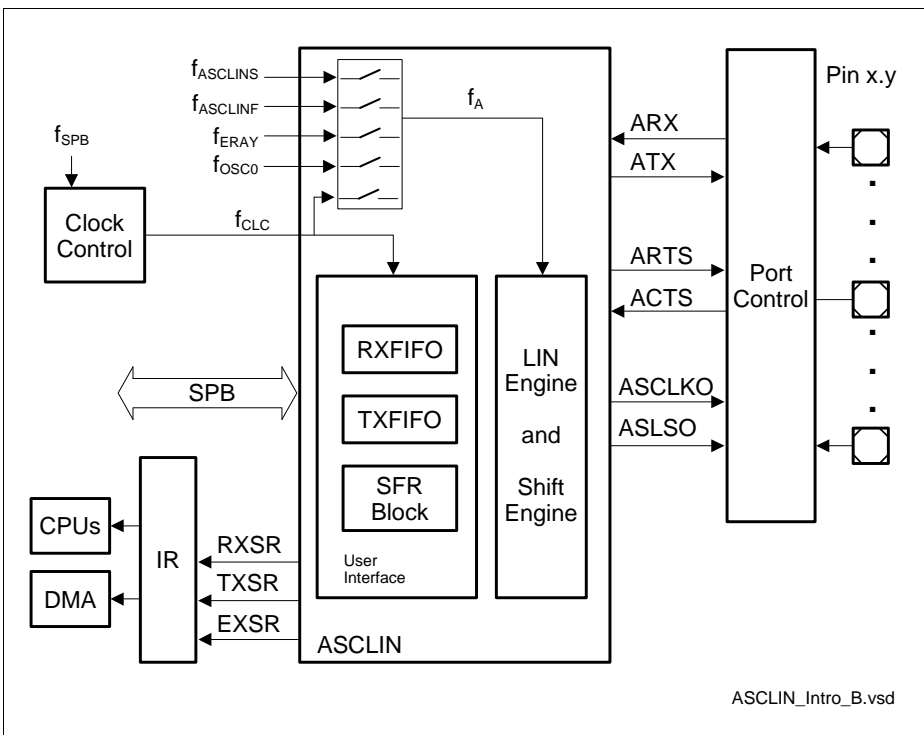 fASCLINS
fASCLINF
fERAY
fOSC0
fA
fSPB
Clock
Control
fCLC
Pin x.y
ARX
ATX
ARTS
ACTS
ASCLKO
ASLSO
Port
Control
RXFIFO
TXFIFO
SFR
Block
User
Interface
LIN
Engine
and
Shift
Engine
SPB
CPUs
DMA
IR
RXSR
TXSR
EXSR
ASCLIN
ASCLIN_Intro_B.vsd